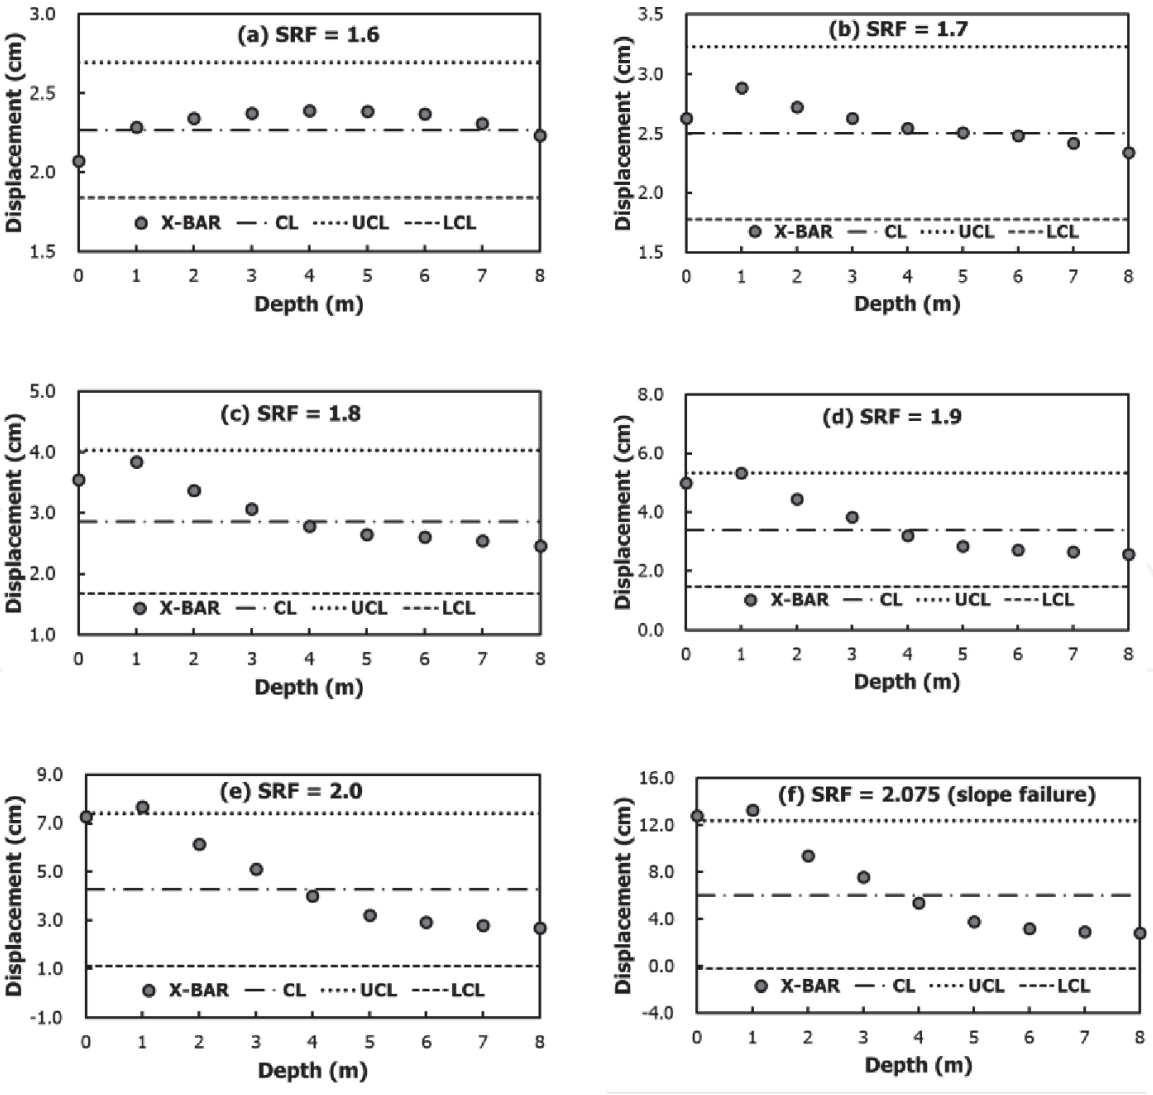 (a) SRF = 1.6
Displacement (cm)
3.0
2.5
2.0
1.5
X-BAR CL UCL LCL
0 1 2 3 4 5 6 7 8
Depth (m)
(b) SRF = 1.7
Displacement (cm)
3.5
3.0
2.5
2.0
1.5
X-BAR CL UCL LCL
0 1 2 3 4 5 6 7 8
Depth (m)
(c) SRF = 1.8
Displacement (cm)
5.0
4.0
3.0
2.0
1.0
X-BAR CL UCL LCL
0 1 2 3 4 5 6 7 8
Depth (m)
(d) SRF = 1.9
Displacement (cm)
8.0
6.0
4.0
2.0
0.0
X-BAR CL UCL LCL
0 1 2 3 4 5 6 7 8
Depth (m)
(e) SRF = 2.0
Displacement (cm)
9.0
7.0
5.0
3.0
1.0
-1.0
X-BAR CL UCL LCL
0 1 2 3 4 5 6 7 8
Depth (m)
(f) SRF = 2.075 (slope failure)
Displacement (cm)
16.0
12.0
8.0
4.0
0.0
-4.0
X-BAR CL UCL LCL
0 1 2 3 4 5 6 7 8
Depth (m)